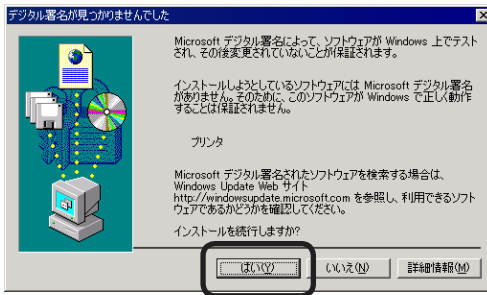 デジタル署名が見つかりませんでした
Microsoft デジタル署名によって、ソフトウェアが Windows 上でテスト
され、その後変更されていないことが保証されます。
インストールしようとしているソフトウェアには Microsoft デジタル署名
がありません。そのために、このソフトウェアが Windows で正しく動作
することは保証されません。
プリンタ
Microsoft デジタル署名されたソフトウェアを検索する場合は、
Windows Update Web サイト
http://windowsupdate.microsoft.com を参照し、利用できるソフト
ウェアであるかどうかを確認してください。
インストールを続行しますか?
はい(Y) いいえ(N) 詳細情報(M)